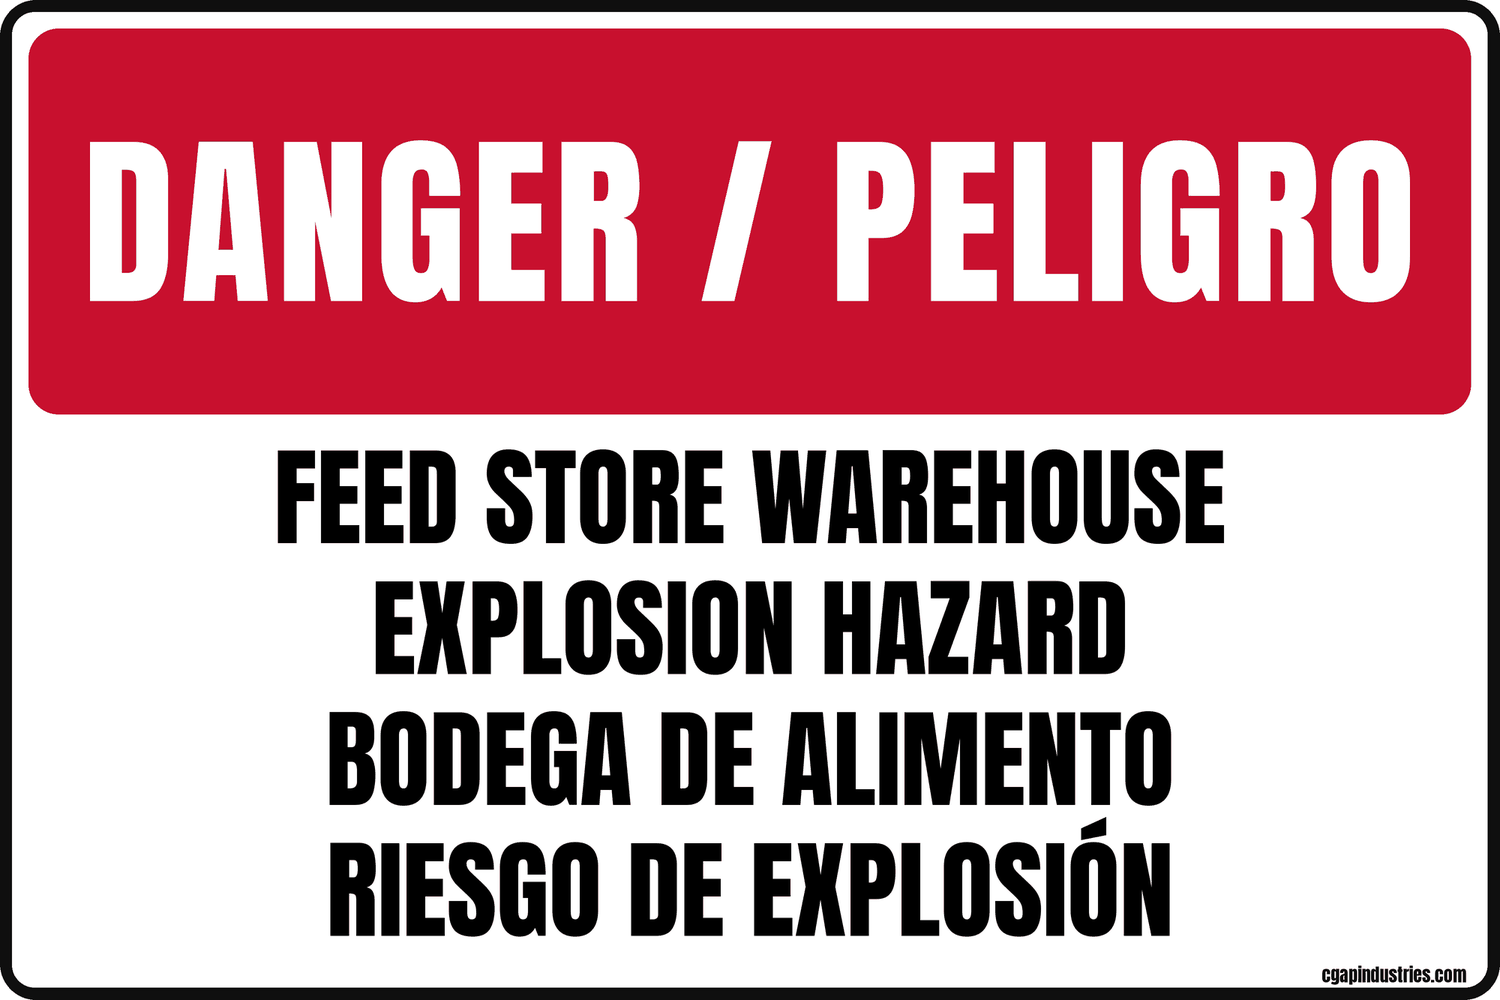 DANGER / PELIGRO
FEED STORE WAREHOUSE
EXPLOSION HAZARD
BODEGA DE ALIMENTO
RIESGO DE EXPLOSIÓN
cgapindustries.com